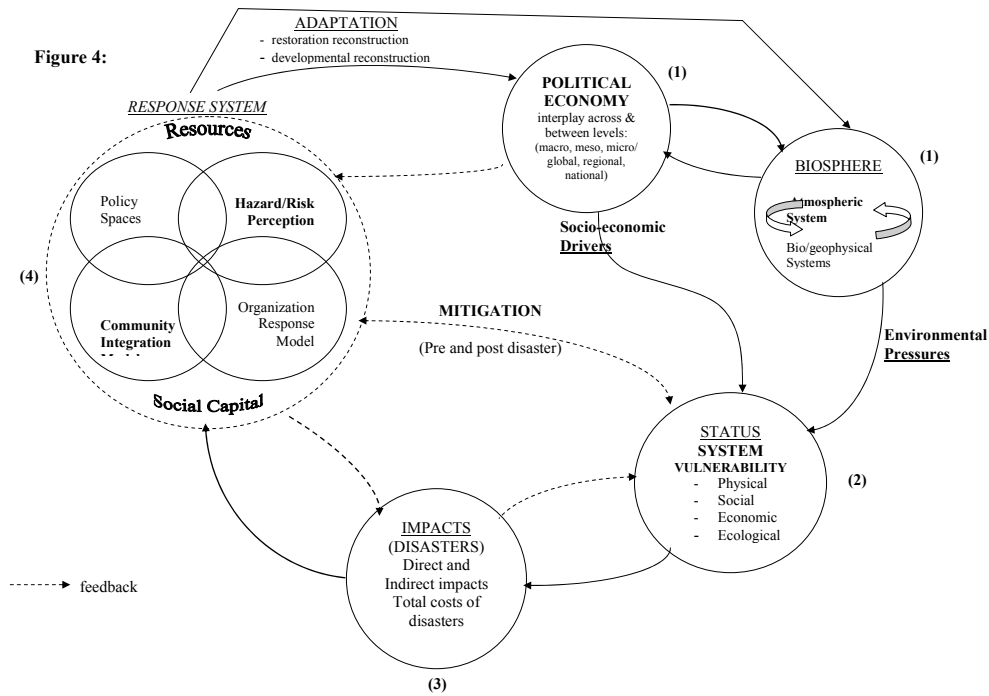 Figure 4:
ADAPTATION
- restoration reconstruction
- developmental reconstruction
RESPONSE SYSTEM
Resources
Policy
Spaces
Hazard/Risk
Perception
Community
Integration
Organization
Response
Model
Social Capital
(4)
POLITICAL
ECONOMY
interplay across &
between levels:
(macro, meso, micro/
global, regional,
national)
(1)
BIOSPHERE
Atmospheric
System
Bio/geophysical
Systems
(1)
Socio-economic
Drivers
MITIGATION
(Pre and post disaster)
Environmental
Pressures
STATUS
SYSTEM
VULNERABILITY
- Physical
- Social
- Economic
- Ecological
(2)
IMPACTS
(DISASTERS)
Direct and
Indirect impacts
Total costs of
disasters
(3)
feedback